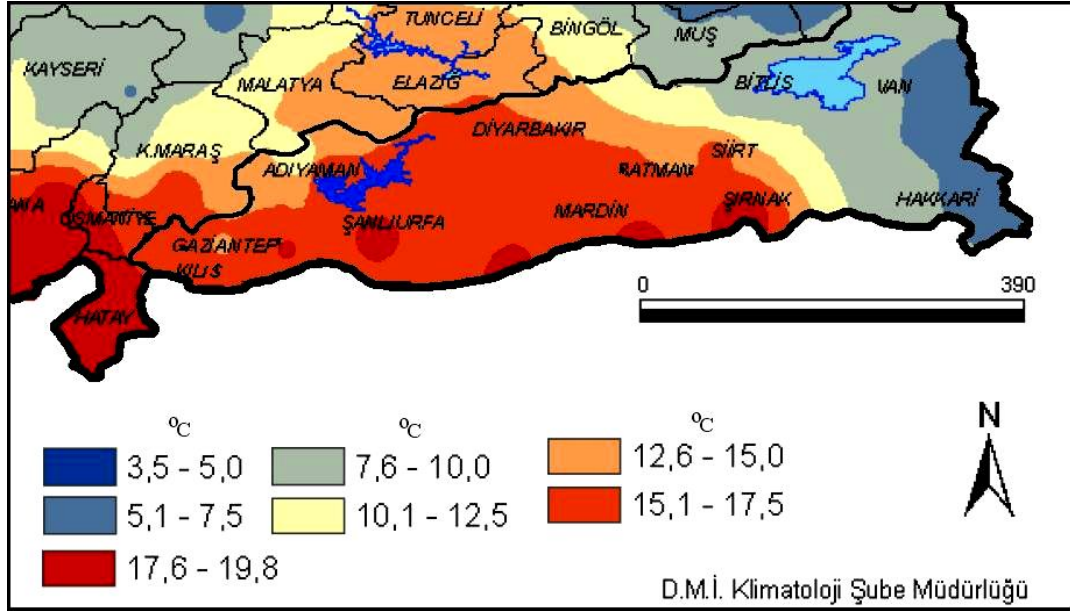 TUNCELİ
BİNGÖL
MUŞ
KAYSERİ
MALATYA
ELAZIĞ
BİTLİS
VAN
DİYARBAKIR
K.MARAŞ
SİİRT
ADIYAMAN
BATMAN
ŞIRNAK
HAKKARİ
OSMANİYE
ŞANLIURFA
MARDİN
GAZİANTEP
KİLİS
HATAY
0 390
N
°C °C °C
3,5 - 5,0 7,6 - 10,0 12,6 - 15,0
5,1 - 7,5 10,1 - 12,5 15,1 - 17,5
17,6 - 19,8
D.M.İ. Klimatoloji Şube Müdürlüğü